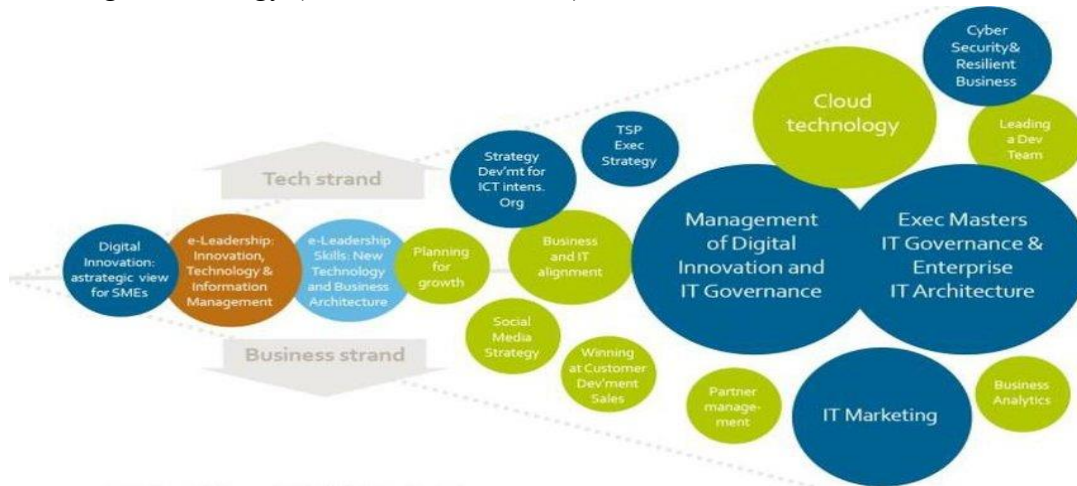 Cyber
Security&
Resilient
Business
Cloud
technology
Leading
a Dev
Team
TSP
Exec
Strategy
Strategy
Dev'mt for
ICT intens.
Org
Tech strand
Digital
Innovation:
astrategic view
for SMEs
e-Leadership:
Innovation,
Technology &
Information
Management
e-Leadership
Skills: New
Technology
and Business
Architecture
Planning
for
growth
Business
and IT
alignment
Management
of Digital
Innovation and
IT Governance
Exec Masters
IT Governance &
Enterprise
IT Architecture
Business strand
Social
Media
Strategy
Winning
at Customer
Dev'ment
Sales
Partner
manage-
ment
IT Marketing
Business
Analytics